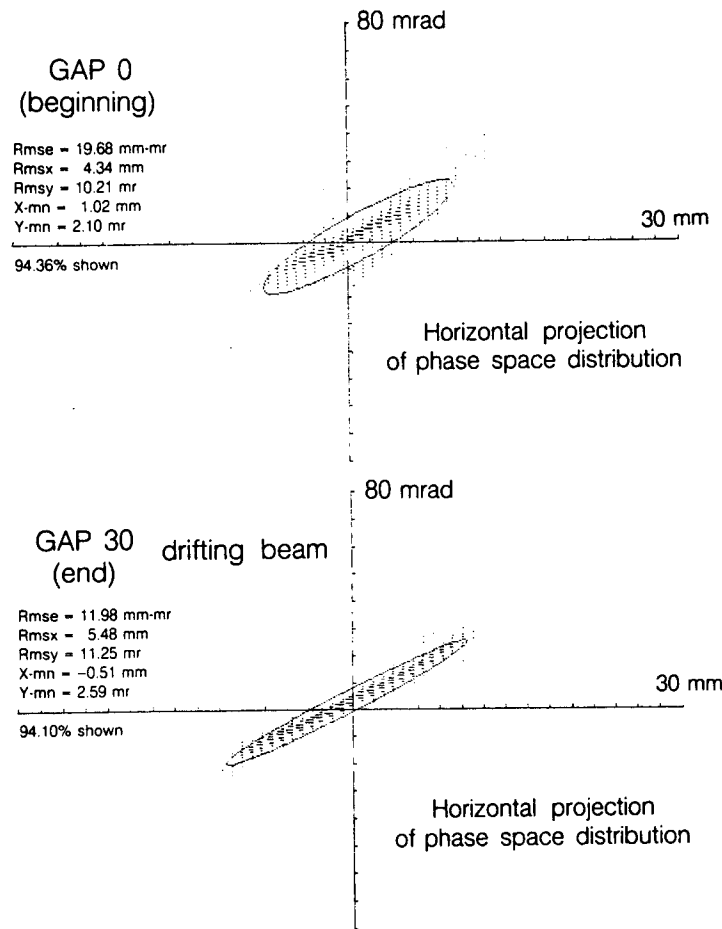 80 mrad
GAP 0
(beginning)
Rmse = 19.68 mm-mr
Rmsx = 4.34 mm
Rmsy = 10.21 mr
X-mn = 1.02 mm
Y-mn = 2.10 mr
30 mm
94.36% shown
Horizontal projection
of phase space distribution
80 mrad
GAP 30 drifting beam
(end)
Rmse = 11.98 mm-mr
Rmsx = 5.48 mm
Rmsy = 11.25 mr
X-mn = −0.51 mm
Y-mn = 2.59 mr
30 mm
94.10% shown
Horizontal projection
of phase space distribution